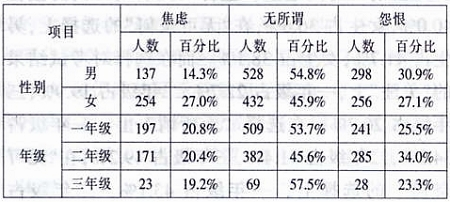 项目 焦虑 无所谓 怨恨
人数 百分比 人数 百分比 人数 百分比
性别 男 137 14.3% 528 54.8% 298 30.9%
女 254 27.0% 432 45.9% 256 27.1%
年级 一年级 197 20.8% 509 53.7% 241 25.5%
二年级 171 20.4% 382 45.6% 285 34.0%
三年级 23 19.2% 69 57.5% 28 23.3%